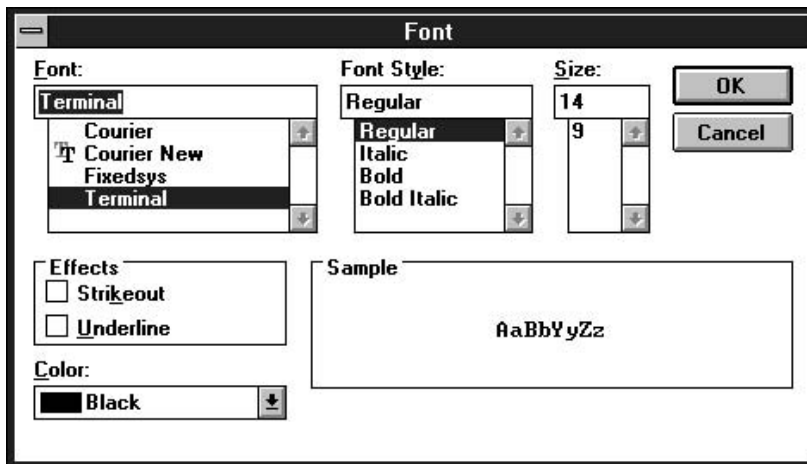 Font
Font:
Terminal
Courier
Courier New
Fixedsys
Terminal
Font Style:
Regular
Regular
Italic
Bold
Bold Italic
Size:
14
9
OK
Cancel
Effects
Strikeout
Underline
Color:
Black
Sample
AaBbYyZz